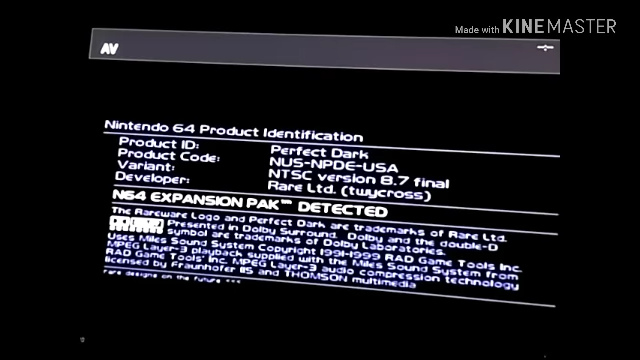 Made with KINEMASTER
AV
Nintendo 64 Product Identification
Product ID: Perfect Dark
Product Code: NUS-NPDE-USA
Variant: NTSC version 8.7 final
Developer: Rare Ltd. (twycross)
N64 EXPANSION PAK™ DETECTED
The Rareware Logo and Perfect Dark are trademarks of Rare Ltd.
Presented in Dolby Surround. Dolby and the double-D
symbol are trademarks of Dolby Laboratories.
Uses Miles Sound System Copyright 1991-1999 RAD Game Tools Inc.
MPEG Layer-3 playback supplied with the Miles Sound System from
RAD Game Tools' Inc. MPEG Layer-3 audio compression technology
licensed by Fraunhofer IIS and THOMSON multimedia
rare designs on the future